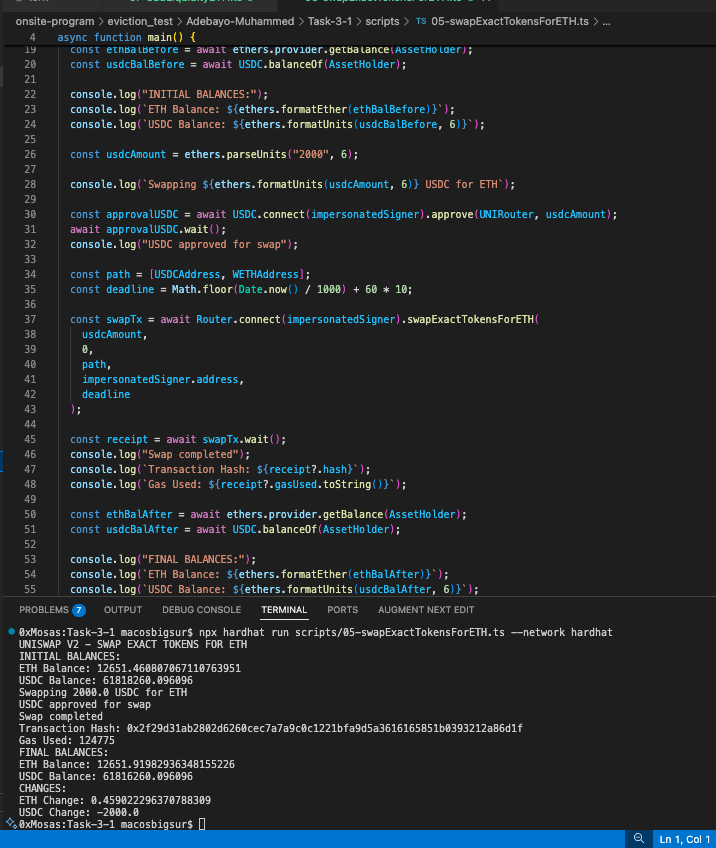 onsite-program > eviction_test > Adebayo-Muhammed > Task-3-1 > scripts > TS 05-swapExactTokensForETH.ts > ...
4 async function main() {
19 const ethBalBefore = await ethers.provider.getBalance(AssetHolder);
20 const usdcBalBefore = await USDC.balanceOf(AssetHolder);
21
22 console.log("INITIAL BALANCES:");
23 console.log(`ETH Balance: ${ethers.formatEther(ethBalBefore)}`);
24 console.log(`USDC Balance: ${ethers.formatUnits(usdcBalBefore, 6)}`);
25
26 const usdcAmount = ethers.parseUnits("2000", 6);
27
28 console.log(`Swapping ${ethers.formatUnits(usdcAmount, 6)} USDC for ETH`);
29
30 const approvalUSDC = await USDC.connect(impersonatedSigner).approve(UNIRouter, usdcAmount);
31 await approvalUSDC.wait();
32 console.log("USDC approved for swap");
33
34 const path = [USDCAddress, WETHAddress];
35 const deadline = Math.floor(Date.now() / 1000) + 60 * 10;
36
37 const swapTx = await Router.connect(impersonatedSigner).swapExactTokensForETH(
38 usdcAmount,
39 0,
40 path,
41 impersonatedSigner.address,
42 deadline
43 );
44
45 const receipt = await swapTx.wait();
46 console.log("Swap completed");
47 console.log(`Transaction Hash: ${receipt?.hash}`);
48 console.log(`Gas Used: ${receipt?.gasUsed.toString()}`);
49
50 const ethBalAfter = await ethers.provider.getBalance(AssetHolder);
51 const usdcBalAfter = await USDC.balanceOf(AssetHolder);
52
53 console.log("FINAL BALANCES:");
54 console.log(`ETH Balance: ${ethers.formatEther(ethBalAfter)}`);
55 console.log(`USDC Balance: ${ethers.formatUnits(usdcBalAfter, 6)}`);
PROBLEMS 7 OUTPUT DEBUG CONSOLE TERMINAL PORTS AUGMENT NEXT EDIT
0xMosas:Task-3-1 macosbigsur$ npx hardhat run scripts/05-swapExactTokensForETH.ts --network hardhat
UNISWAP V2 - SWAP EXACT TOKENS FOR ETH
INITIAL BALANCES:
ETH Balance: 12651.460807067110763951
USDC Balance: 61818260.096096
Swapping 2000.0 USDC for ETH
USDC approved for swap
Swap completed
Transaction Hash: 0x2f29d31ab2802d6260cec7a7a9c0c1221bfa9d5a3616165851b0393212a86d1f
Gas Used: 124775
FINAL BALANCES:
ETH Balance: 12651.91982936348155226
USDC Balance: 61816260.096096
CHANGES:
ETH Change: 0.459022296370788309
USDC Change: -2000.0
0xMosas:Task-3-1 macosbigsur$
Ln 1, Col 1